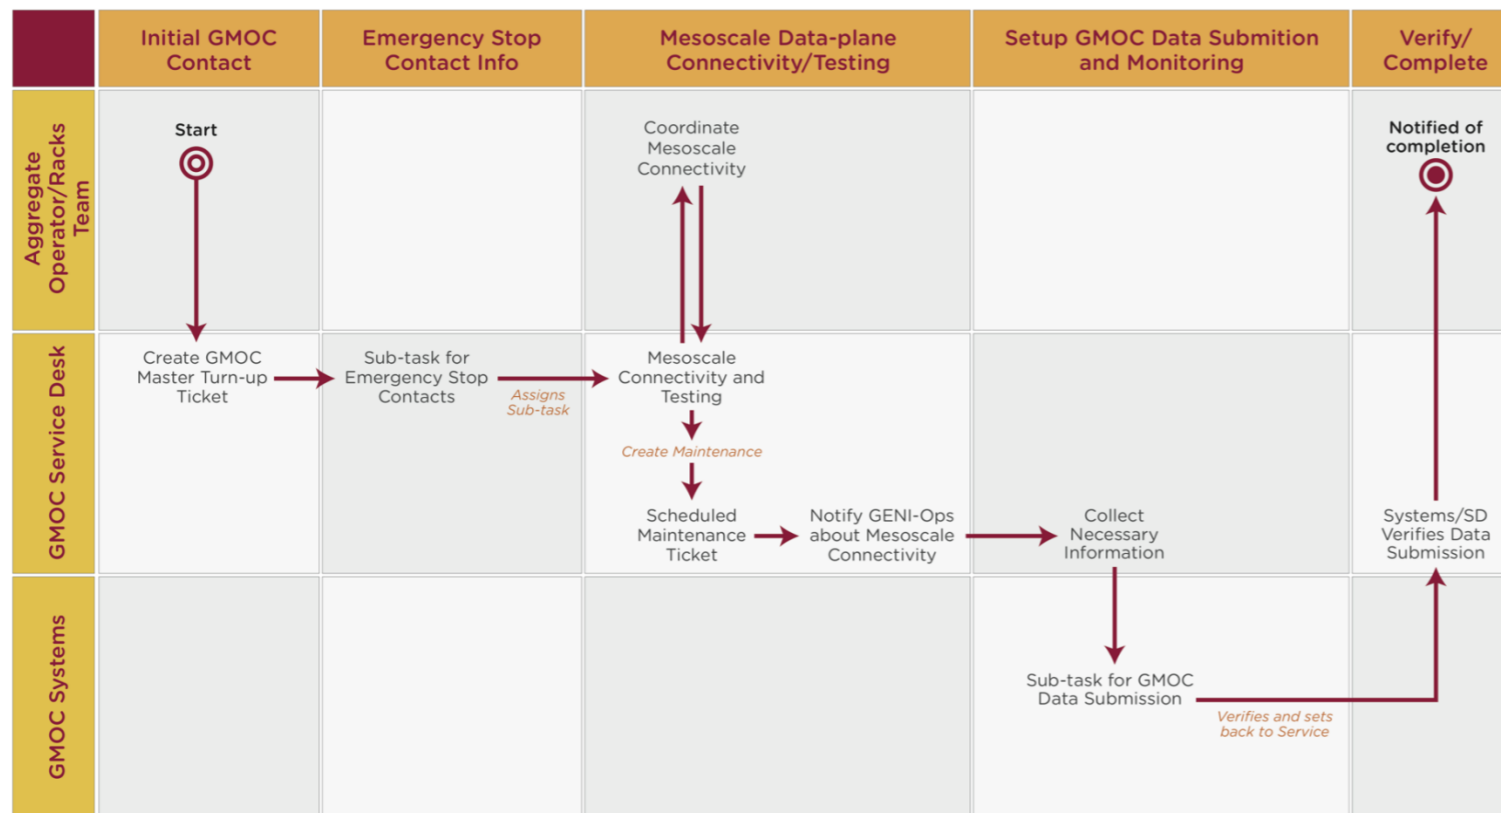 Initial GMOC
Contact
Emergency Stop
Contact Info
Mesoscale Data-plane
Connectivity/Testing
Setup GMOC Data Submition
and Monitoring
Verify/
Complete
Aggregate
Operator/Racks
Team
Start
Coordinate
Mesoscale
Connectivity
Notified of
completion
GMOC Service Desk
Create GMOC
Master Turn-up
Ticket
Sub-task for
Emergency Stop
Contacts
Assigns
Sub-task
Mesoscale
Connectivity and
Testing
Create Maintenance
Scheduled
Maintenance
Ticket
Notify GENI-Ops
about Mesoscale
Connectivity
Collect
Necessary
Information
Systems/SD
Verifies Data
Submission
GMOC Systems
Sub-task for GMOC
Data Submission
Verifies and sets
back to Service